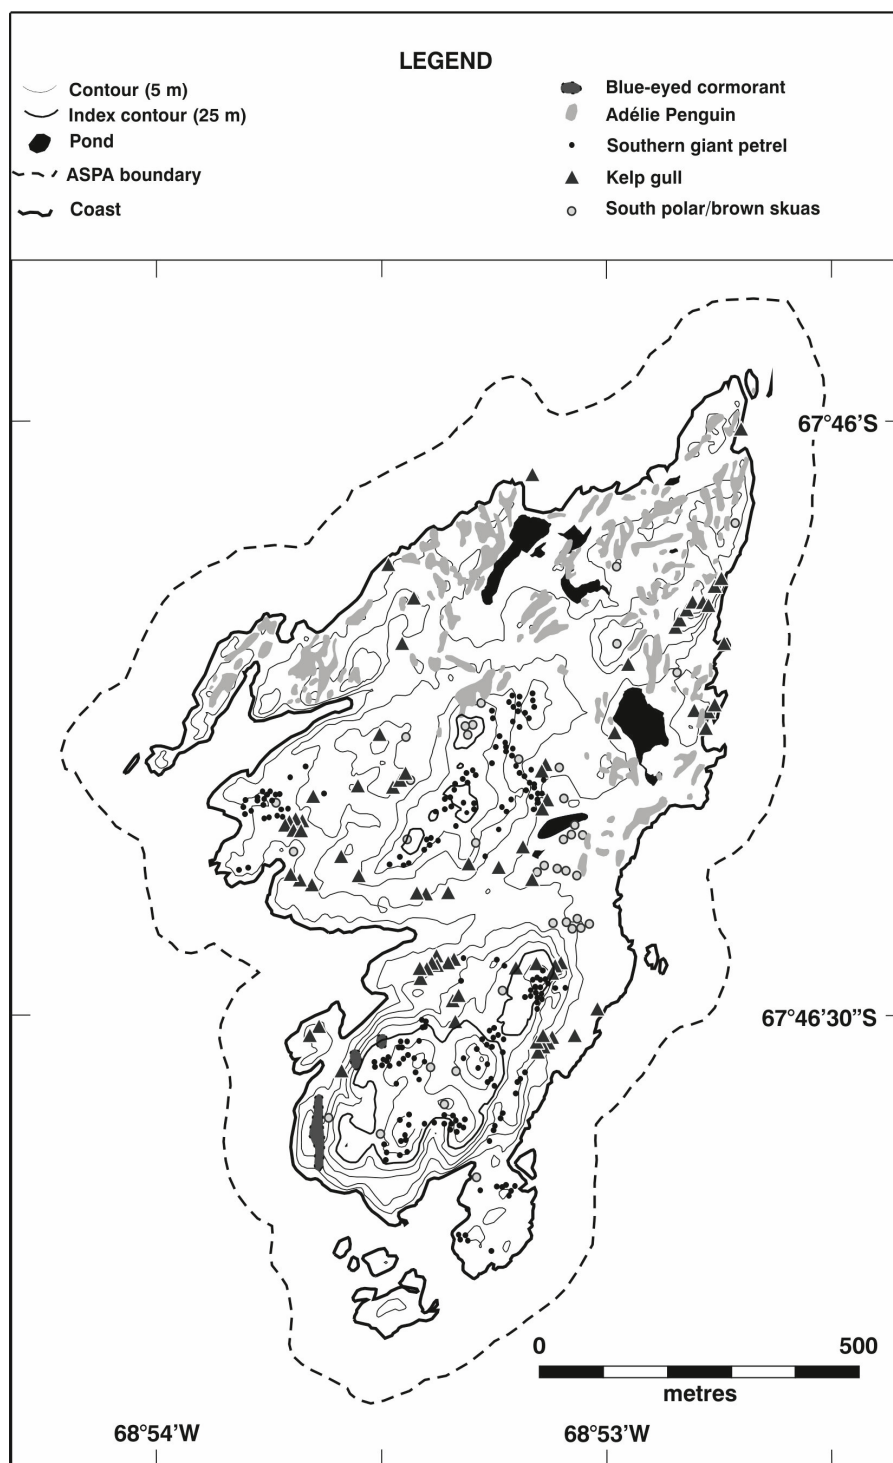 LEGEND
Contour (5 m)
Index contour (25 m)
Pond
ASPA boundary
Coast
Blue-eyed cormorant
Adélie Penguin
Southern giant petrel
Kelp gull
South polar/brown skuas
67°46’S
67°46’30”S
0 500
metres
68°54’W 68°53’W